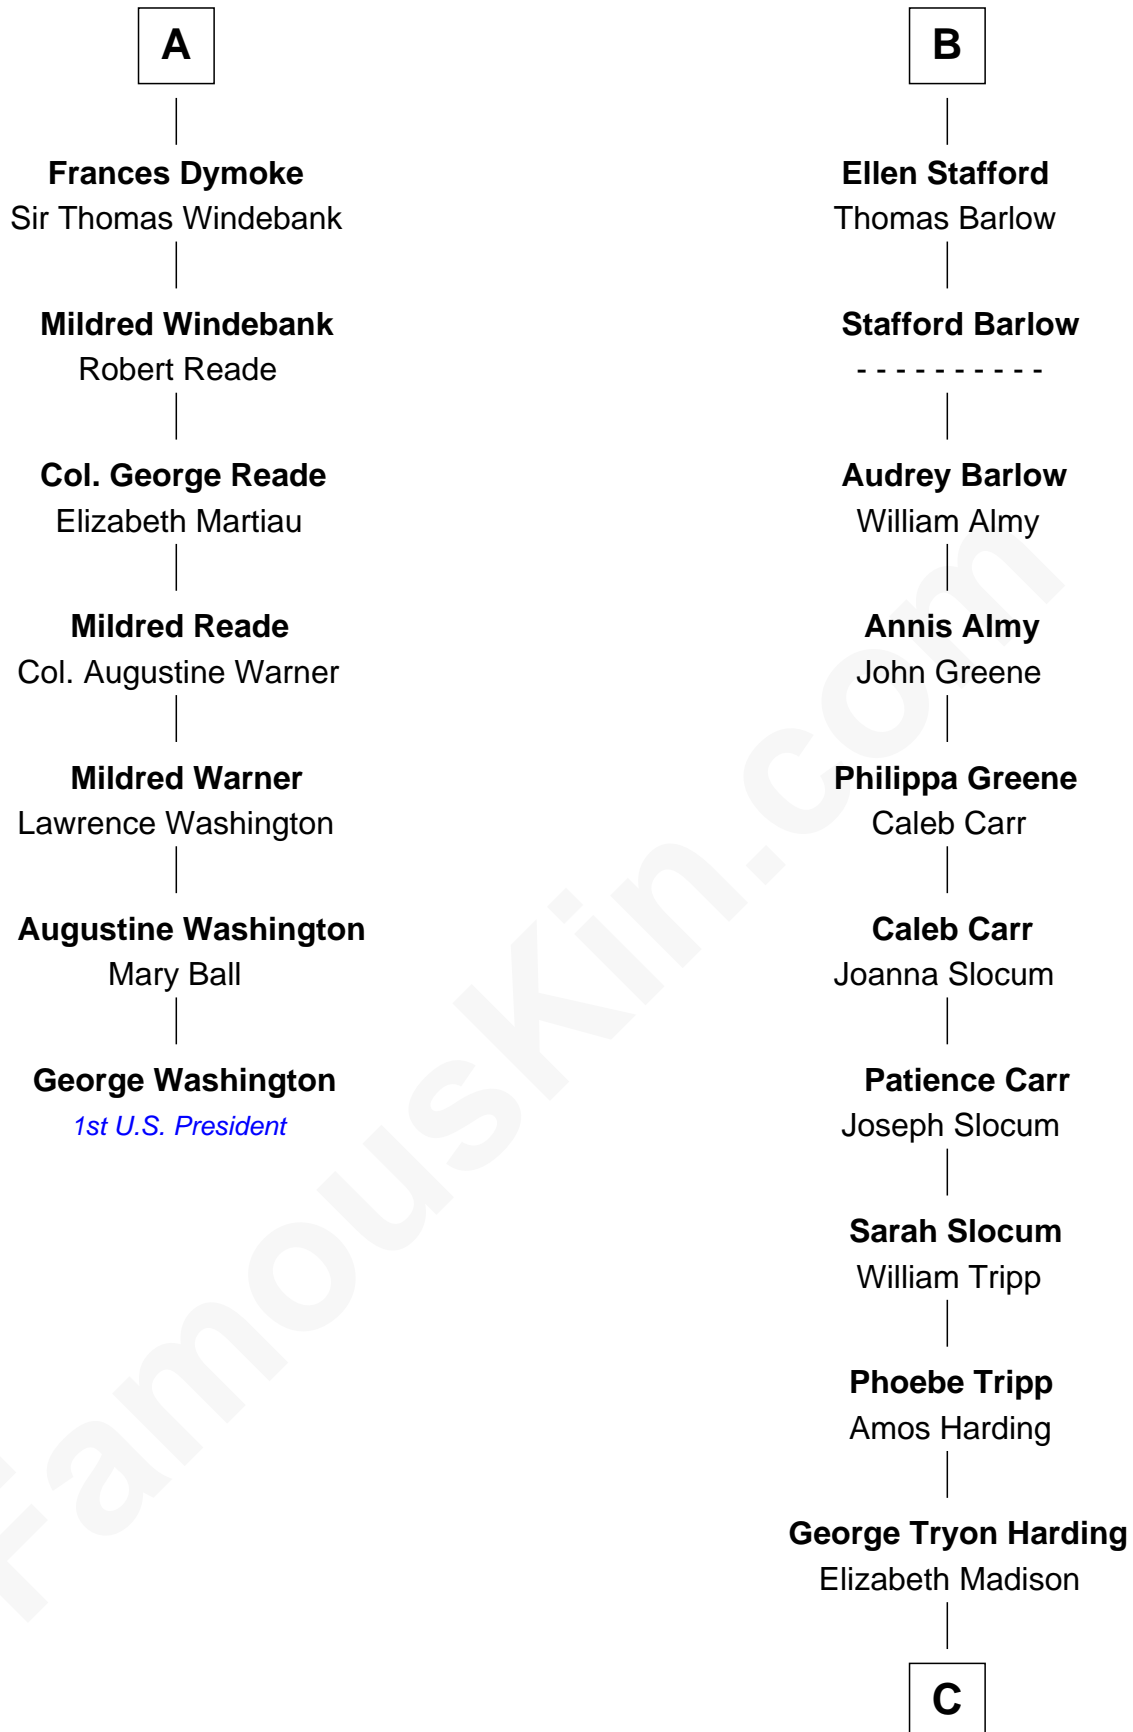 A
Frances Dymoke
Sir Thomas Windebank
Mildred Windebank
Robert Reade
Col. George Reade
Elizabeth Martiau
Mildred Reade
Col. Augustine Warner
Mildred Warner
Lawrence Washington
Augustine Washington
Mary Ball
George Washington
1st U.S. President
B
Ellen Stafford
Thomas Barlow
Stafford Barlow
- - - - - - - - - -
Audrey Barlow
William Almy
Annis Almy
John Greene
Philippa Greene
Caleb Carr
Caleb Carr
Joanna Slocum
Patience Carr
Joseph Slocum
Sarah Slocum
William Tripp
Phoebe Tripp
Amos Harding
George Tryon Harding
Elizabeth Madison
C
FamousKin.com